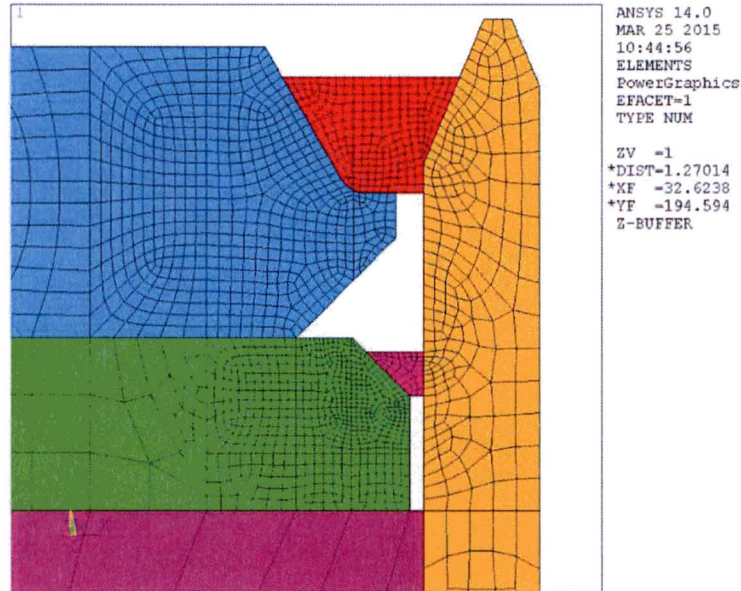 1
ANSYS 14.0
MAR 25 2015
10:44:56
ELEMENTS
PowerGraphics
EFACET=1
TYPE NUM
ZV =1
*DIST=1.27014
*XF =32.6238
*YF =194.594
Z-BUFFER